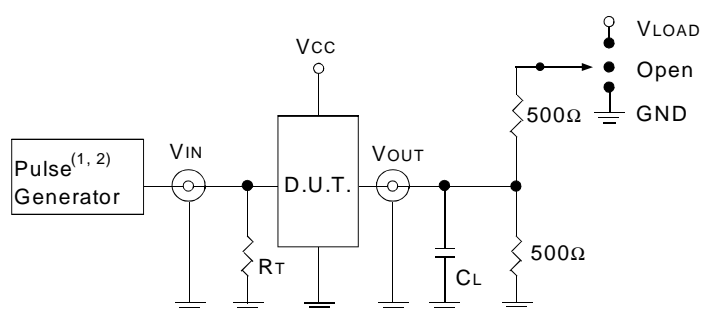 VLOAD
VCC
Open
500Ω
GND
Pulse(1, 2)
Generator
VIN
D.U.T.
VOUT
RT
CL
500Ω